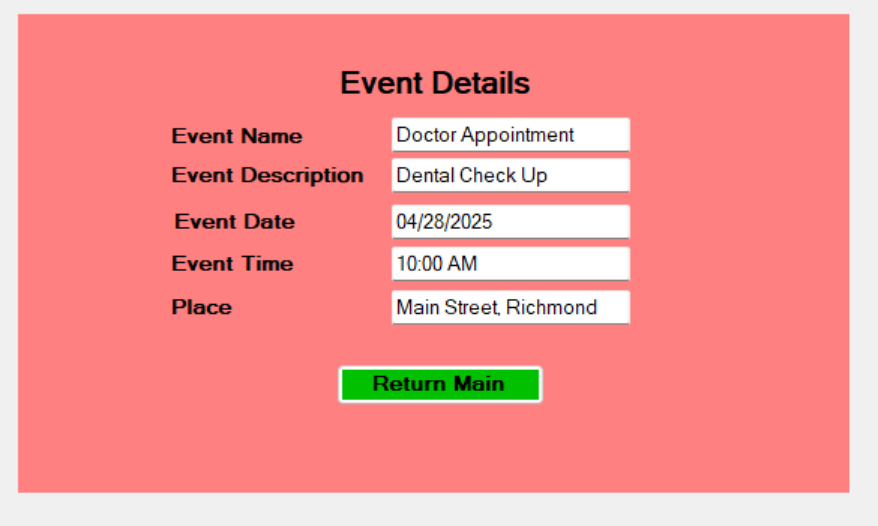 Event Details
Event Name Doctor Appointment
Event Description Dental Check Up
Event Date 04/28/2025
Event Time 10:00 AM
Place Main Street, Richmond
Return Main